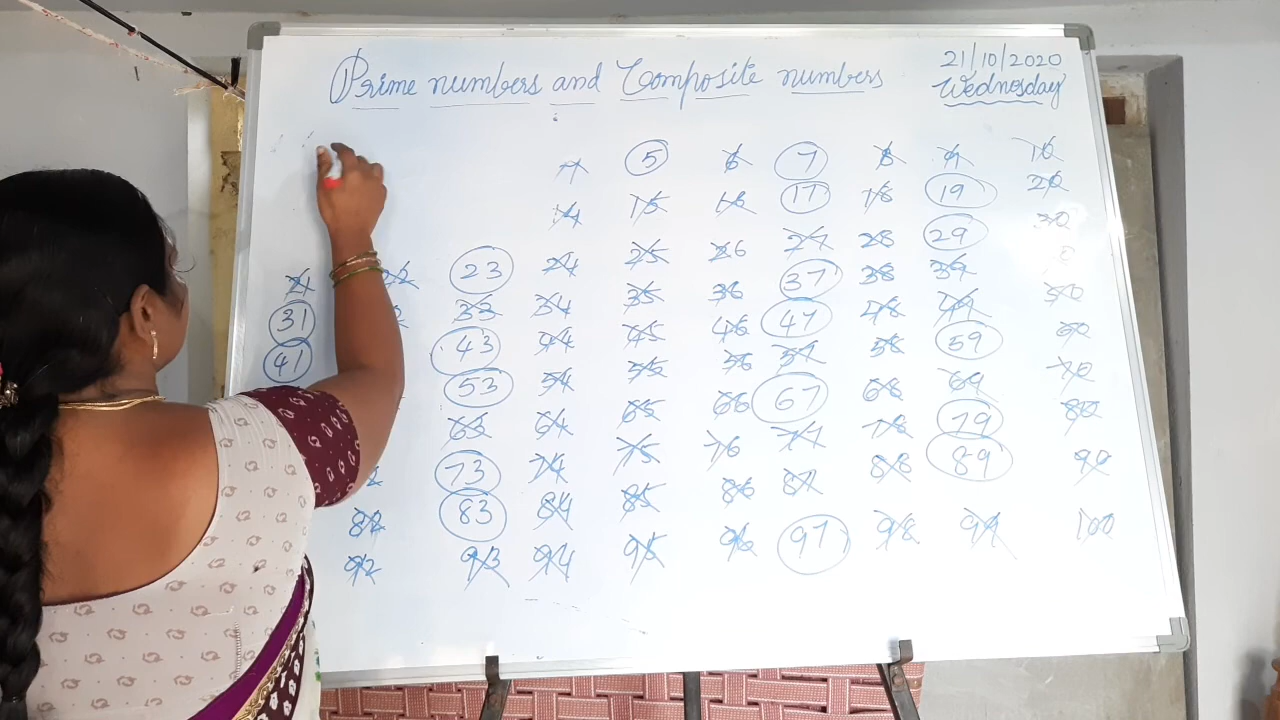 Prime numbers and Composite numbers
21/10/2020
Wednesday
4 5 6 7 8 9 10
14 15 16 17 18 19 20
21 23 24 25 26 27 28 29 30
31 33 34 35 36 37 38 39
41 43 44 45 46 47 48 49 50
53 54 55 56 57 58 59 60
63 64 65 66 67 68 69 70
73 74 75 76 77 78 79 80
82 83 84 85 86 87 88 89 90
92 93 94 95 96 97 98 99 100